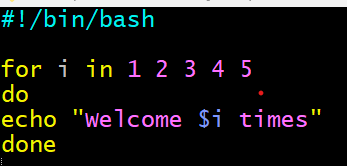 #!/bin/bash
for i in 1 2 3 4 5
do
echo "Welcome $i times"
done